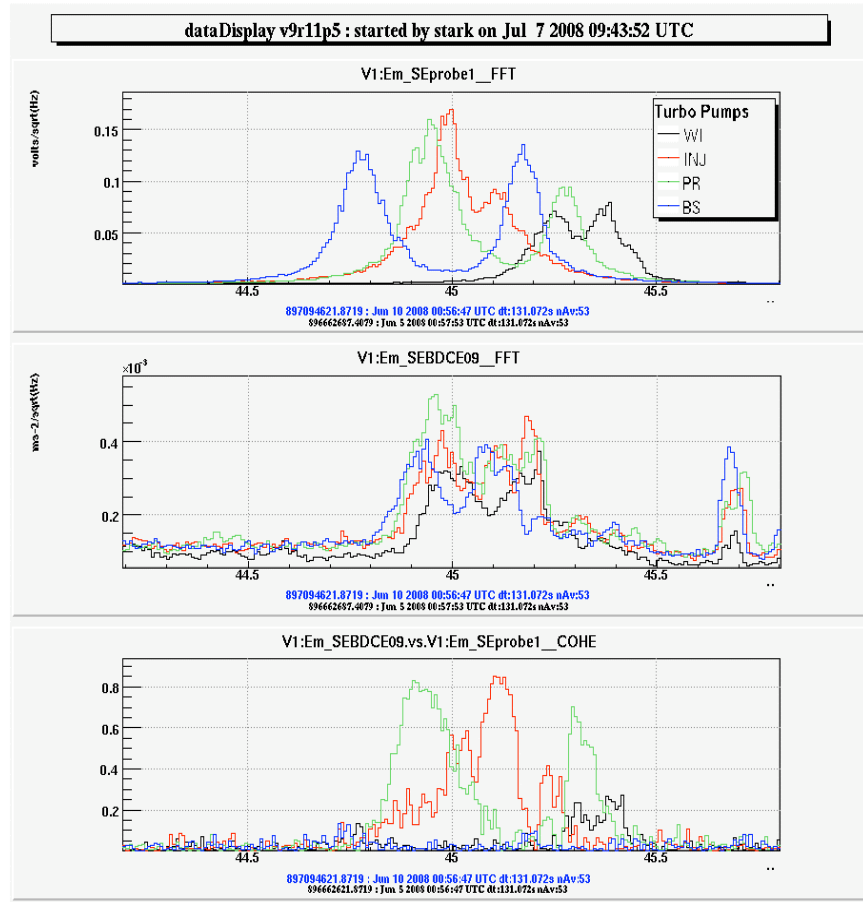 dataDisplay v9r11p5 : started by stark on Jul 7 2008 09:43:52 UTC
V1:Em_SEprobe1__FFT
volts/sqrt(Hz)
0.15
0.1
0.05
Turbo Pumps
WI
INJ
PR
BS
44.5
45
45.5
..
897094621.8719 : Jun 10 2008 00:56:47 UTC dt:131.072s nAv:53
896662687.4079 : Jun 5 2008 00:57:53 UTC dt:131.072s nAv:53
V1:Em_SEBDCE09__FFT
×10⁻³
ms-2/sqrt(Hz)
0.4
0.2
44.5
45
45.5
..
897094621.8719 : Jun 10 2008 00:56:47 UTC dt:131.072s nAv:53
896662687.4079 : Jun 5 2008 00:57:53 UTC dt:131.072s nAv:53
V1:Em_SEBDCE09.vs.V1:Em_SEprobe1__COHE
0.8
0.6
0.4
0.2
44.5
45
45.5
..
897094621.8719 : Jun 10 2008 00:56:47 UTC dt:131.072s nAv:53
896662621.8719 : Jun 5 2008 00:56:47 UTC dt:131.072s nAv:53